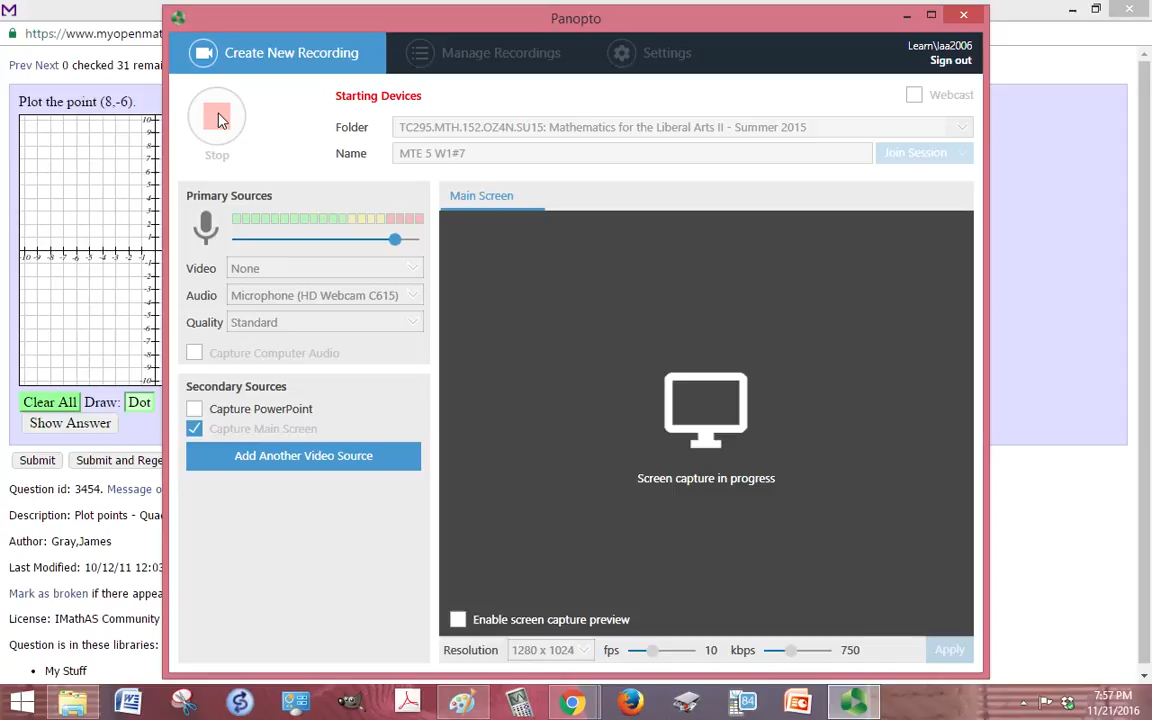 Panopto
https://www.myopenma
Create New Recording
Manage Recordings
Settings
Learn\laa2006
Sign out
Prev Next 0 checked 31 remai
Plot the point (8,-6).
Clear All Draw: Dot
Show Answer
Submit Submit and Rege
Question id: 3454. Message o
Description: Plot points - Qua
Author: Gray,James
Last Modified: 10/12/11 12:03
Mark as broken if there appea
License: IMathAS Community
Question is in these libraries:
My Stuff
Stop
Starting Devices
Webcast
Folder TC295.MTH.152.OZ4N.SU15: Mathematics for the Liberal Arts II - Summer 2015
Name MTE 5 W1#7 Join Session
Primary Sources
Video None
Audio Microphone (HD Webcam C615)
Quality Standard
Capture Computer Audio
Secondary Sources
Capture PowerPoint
Capture Main Screen
Add Another Video Source
Main Screen
Screen capture in progress
Enable screen capture preview
Resolution 1280 x 1024 fps 10 kbps 750 Apply
7:57 PM
11/21/2016